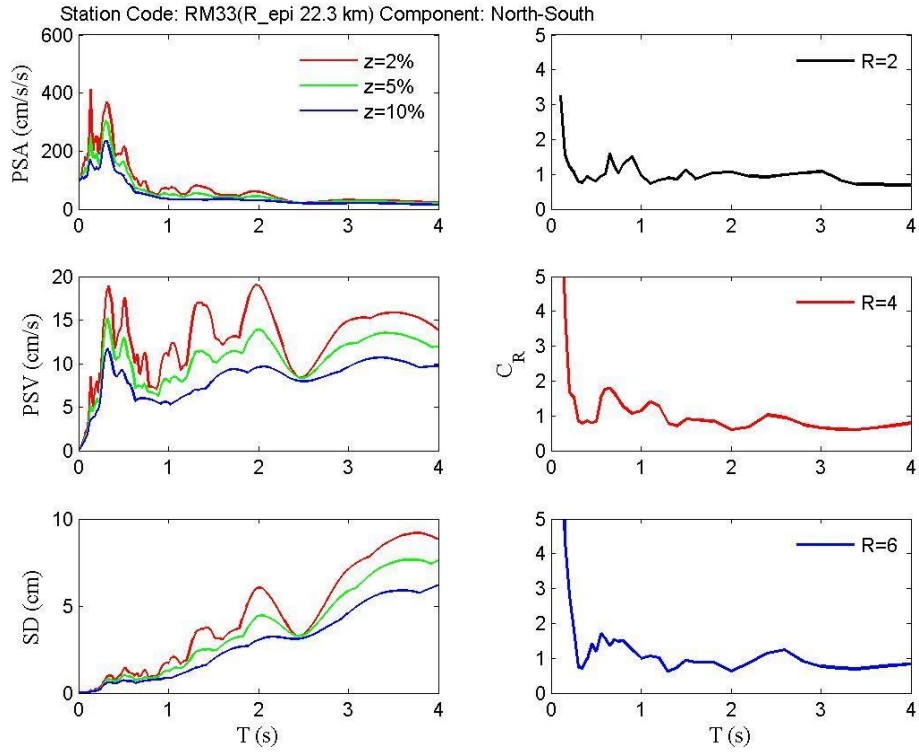 Station Code: RM33(R_epi 22.3 km) Component: North-South
PSA (cm/s/s)
600
400
200
0
z=2%
z=5%
z=10%
0 1 2 3 4
5
4
3
2
1
0
R=2
0 1 2 3 4
PSV (cm/s)
20
15
10
5
0
0 1 2 3 4
C_R
5
4
3
2
1
0
R=4
0 1 2 3 4
SD (cm)
10
5
0
0 1 2 3 4
T (s)
5
4
3
2
1
0
R=6
0 1 2 3 4
T (s)